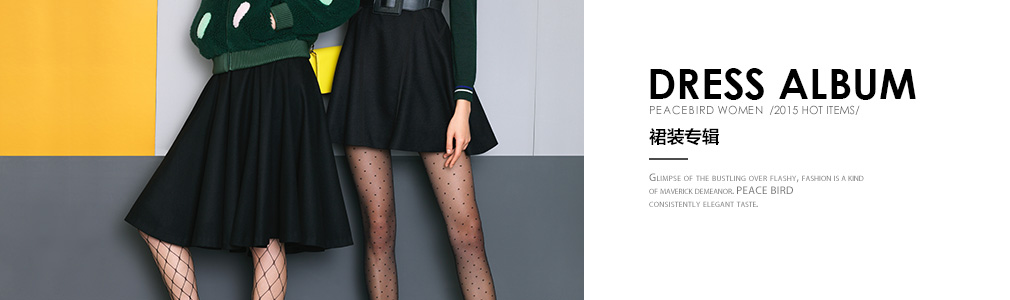 DRESS ALBUM
PEACEBIRD WOMEN /2015 HOT ITEMS/
裙装专辑
GLIMPSE OF THE BUSTLING OVER FLASHY, FASHION IS A KIND
OF MAVERICK DEMEANOR. PEACE BIRD
CONSISTENTLY ELEGANT TASTE.